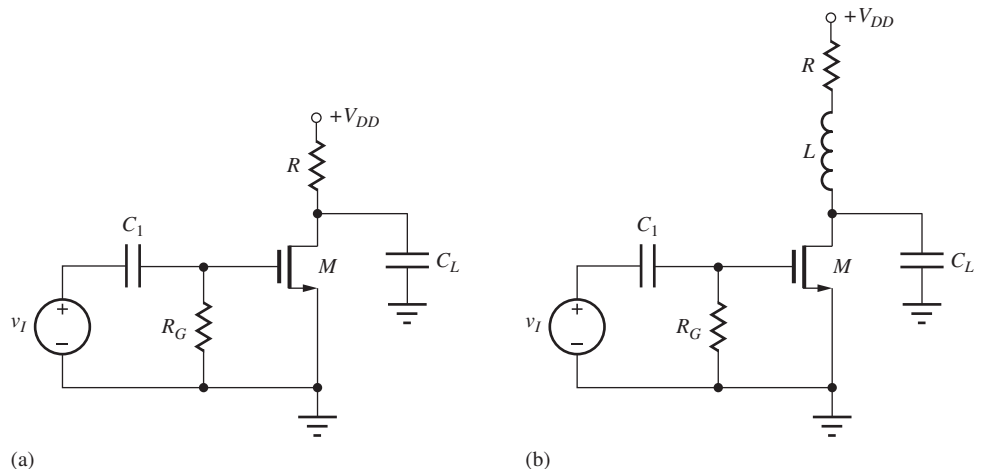 +V_DD
R
L
C_1
M
C_L
v_I
+
−
R_G
(a)
+V_DD
R
C_1
M
C_L
v_I
+
−
R_G
(b)